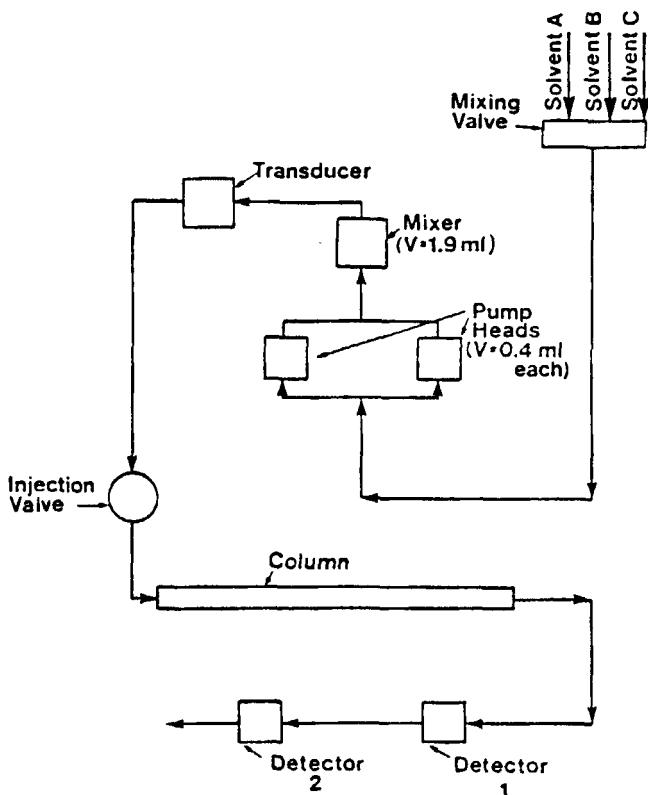 Solvent A
Solvent B
Solvent C
Mixing
Valve
Transducer
Mixer
(V=1.9 ml)
Pump
Heads
(V=0.4 ml
each)
Injection
Valve
Column
Detector
2
Detector
1